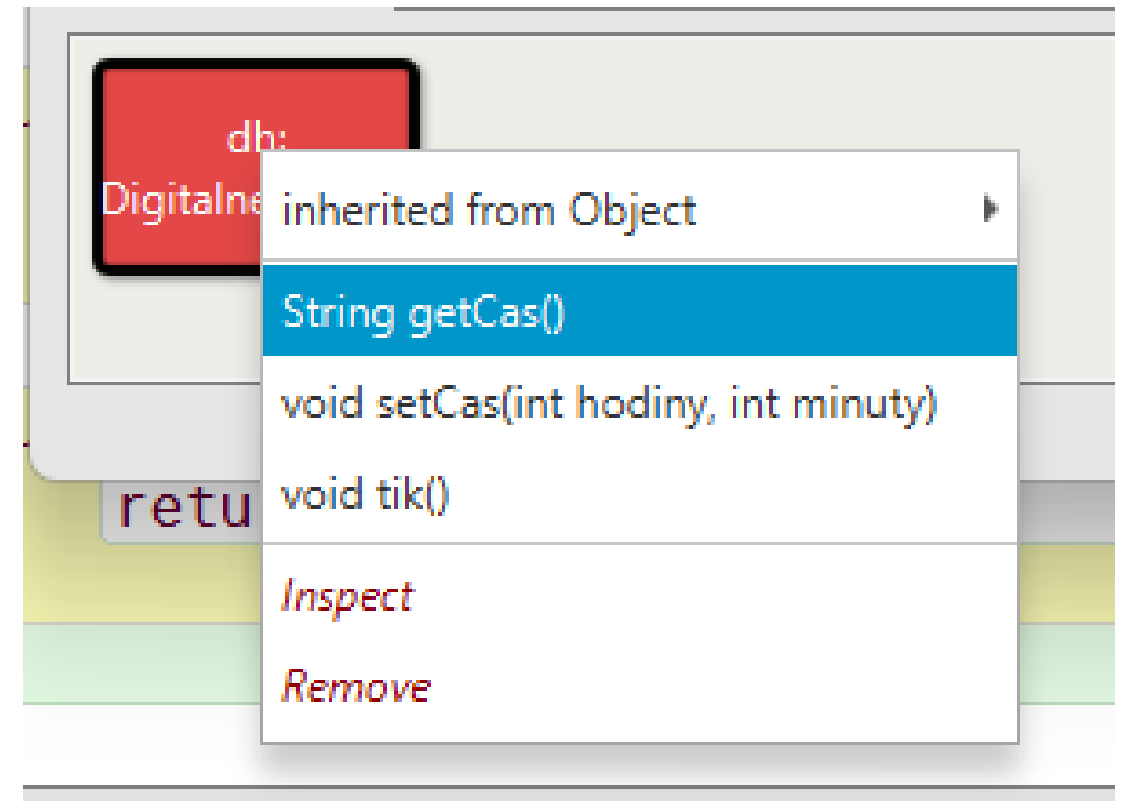 db:
Digitalne
inherited from Object
String getCas()
void setCas(int hodiny, int minuty)
void tik()
retu
Inspect
Remove